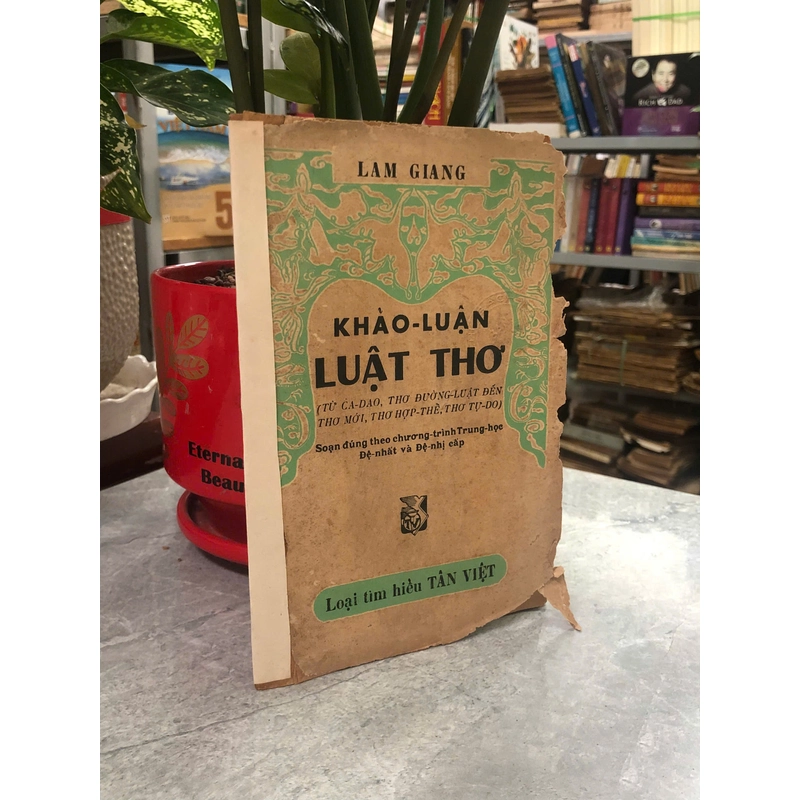 LAM GIANG
KHẢO-LUẬN
LUẬT THƠ
(TỪ CA-DAO, THƠ ĐƯỜNG-LUẬT ĐẾN
THƠ MỚI, THƠ HỢP-THỂ, THƠ TỰ-DO)
Soạn đúng theo chương-trình Trung-học
Đệ-nhất và Đệ-nhị cấp
TV
Loại tìm hiểu TÂN VIỆT
Eterna
Beau
5